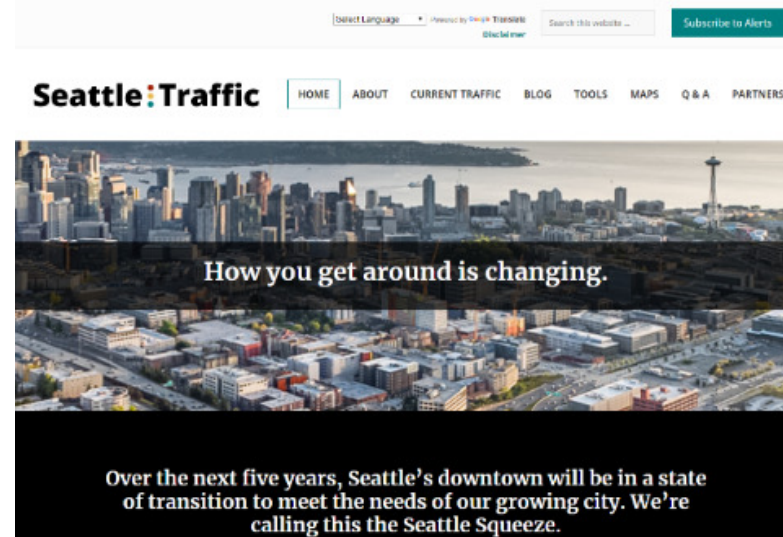 Select Language
Powered by Google Translate
Disclaimer
Search this website ...
Subscribe to Alerts
Seattle Traffic
HOME ABOUT CURRENT TRAFFIC BLOG TOOLS MAPS Q & A PARTNERS
How you get around is changing.
Over the next five years, Seattle's downtown will be in a state
of transition to meet the needs of our growing city. We're
calling this the Seattle Squeeze.